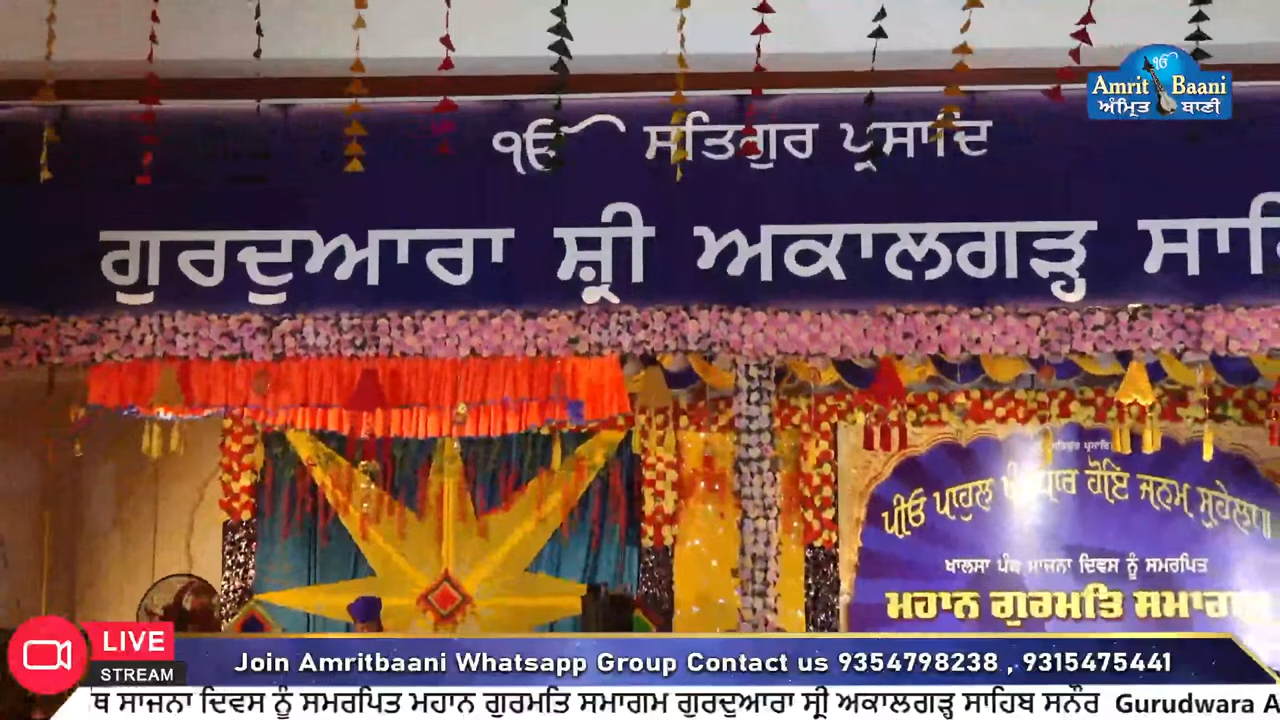 ੴ ਸਤਿਗੁਰ ਪ੍ਰਸਾਦਿ
Amrit Baani
ਅੰਮ੍ਰਿਤ ਬਾਣੀ
ਗੁਰਦੁਆਰਾ ਸ਼੍ਰੀ ਅਕਾਲਗੜ੍ਹ
ਪੀਓ ਪਾਹੁਲ ਹੋਇ ਜਨਮ ਸੁਹੇਲਾ॥
ਖਾਲਸਾ ਪੰਥ ਸਾਜਨਾ ਦਿਵਸ ਨੂੰ ਸਮਰਪਿਤ
ਮਹਾਨ ਗੁਰਮਤਿ ਸਮਾਗਮ
LIVE
STREAM
Join Amritbaani Whatsapp Group Contact us 9354798238 , 9315475441
ਥ ਸਾਜਨਾ ਦਿਵਸ ਨੂੰ ਸਮਰਪਿਤ ਮਹਾਨ ਗੁਰਮਤਿ ਸਮਾਗਮ ਗੁਰਦੁਆਰਾ ਸ੍ਰੀ ਅਕਾਲਗੜ੍ਹ ਸਾਹਿਬ ਸਨੌਰ Gurudwara A